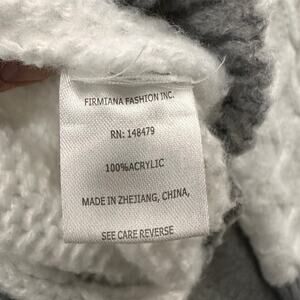 FIRMIANA FASHION INC.
RN: 148479
100%ACRYLIC
MADE IN ZHEJIANG, CHINA,
SEE CARE REVERSE